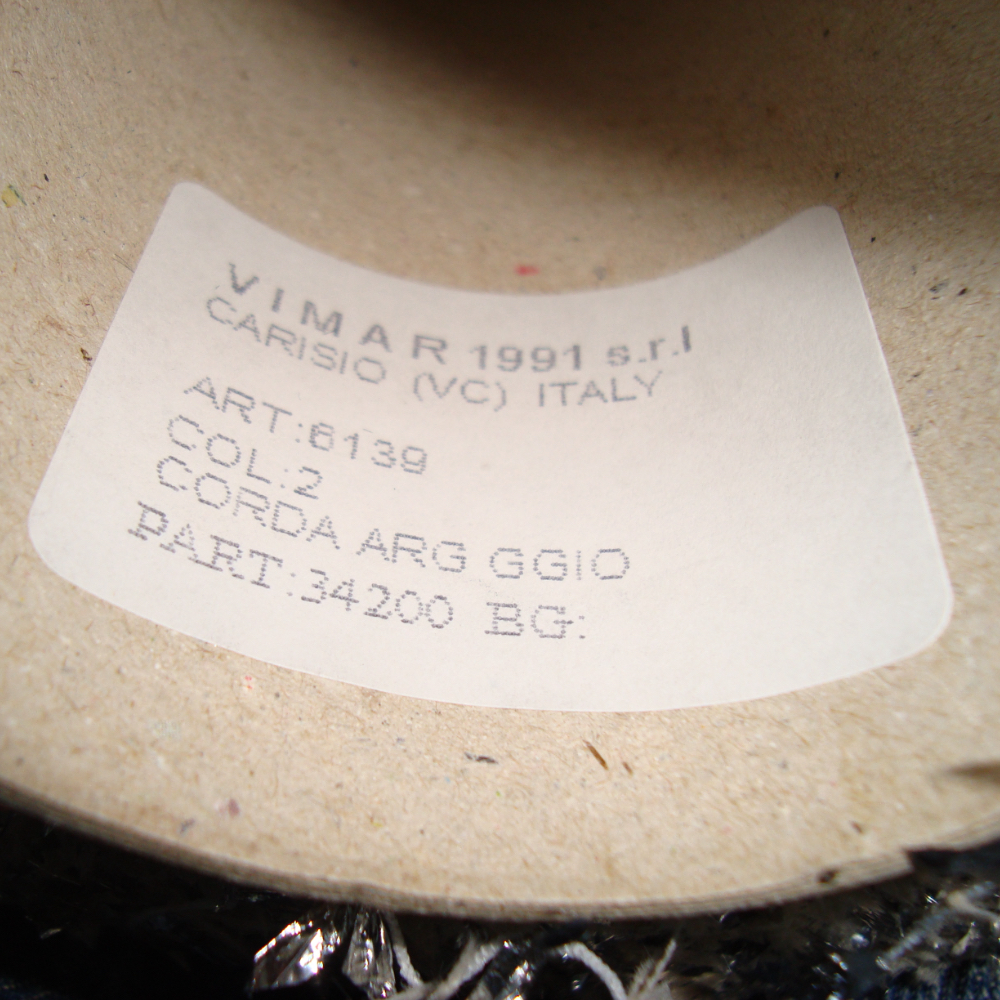 VIMAR 1991 s.r.l
CARISIO (VC) ITALY
ART:6139
COL:2
CORDA ARG GGIO
PART:34200 BG: